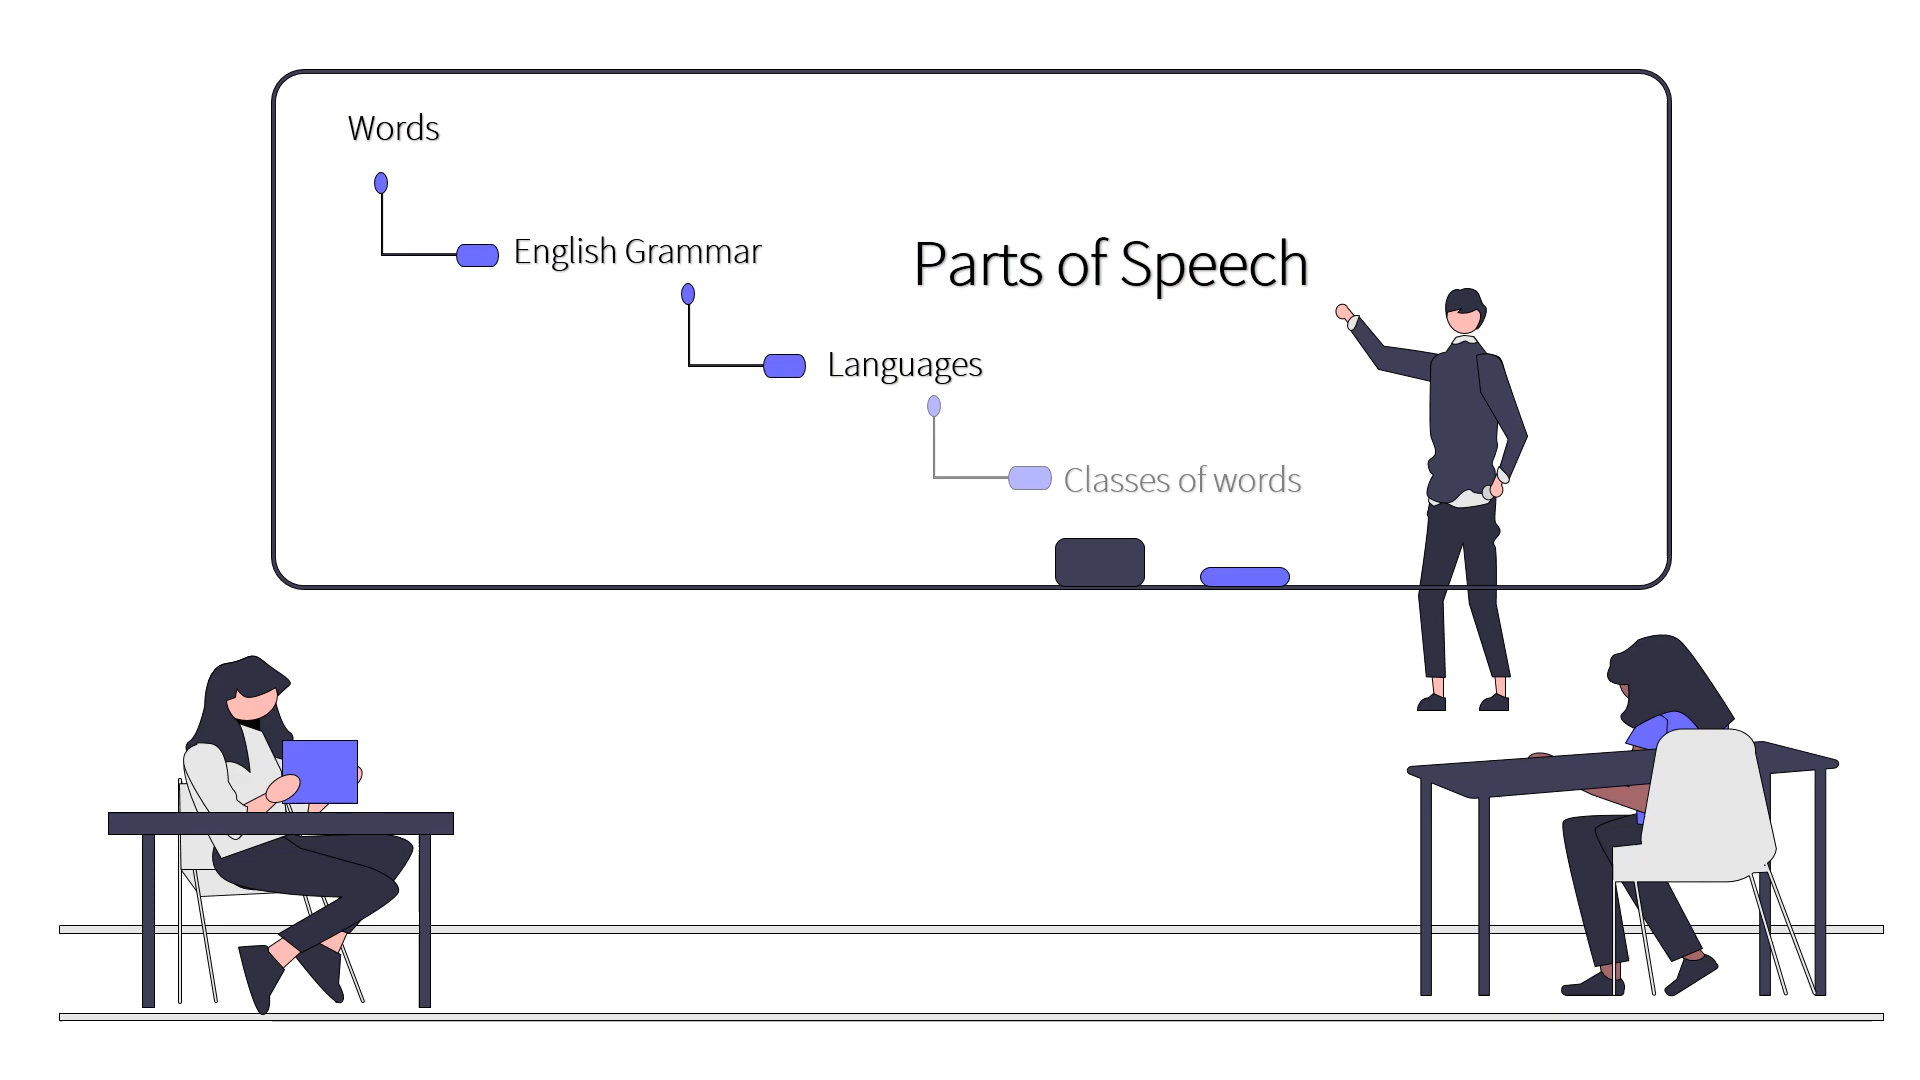 Words
English Grammar
Parts of Speech
Languages
Classes of words